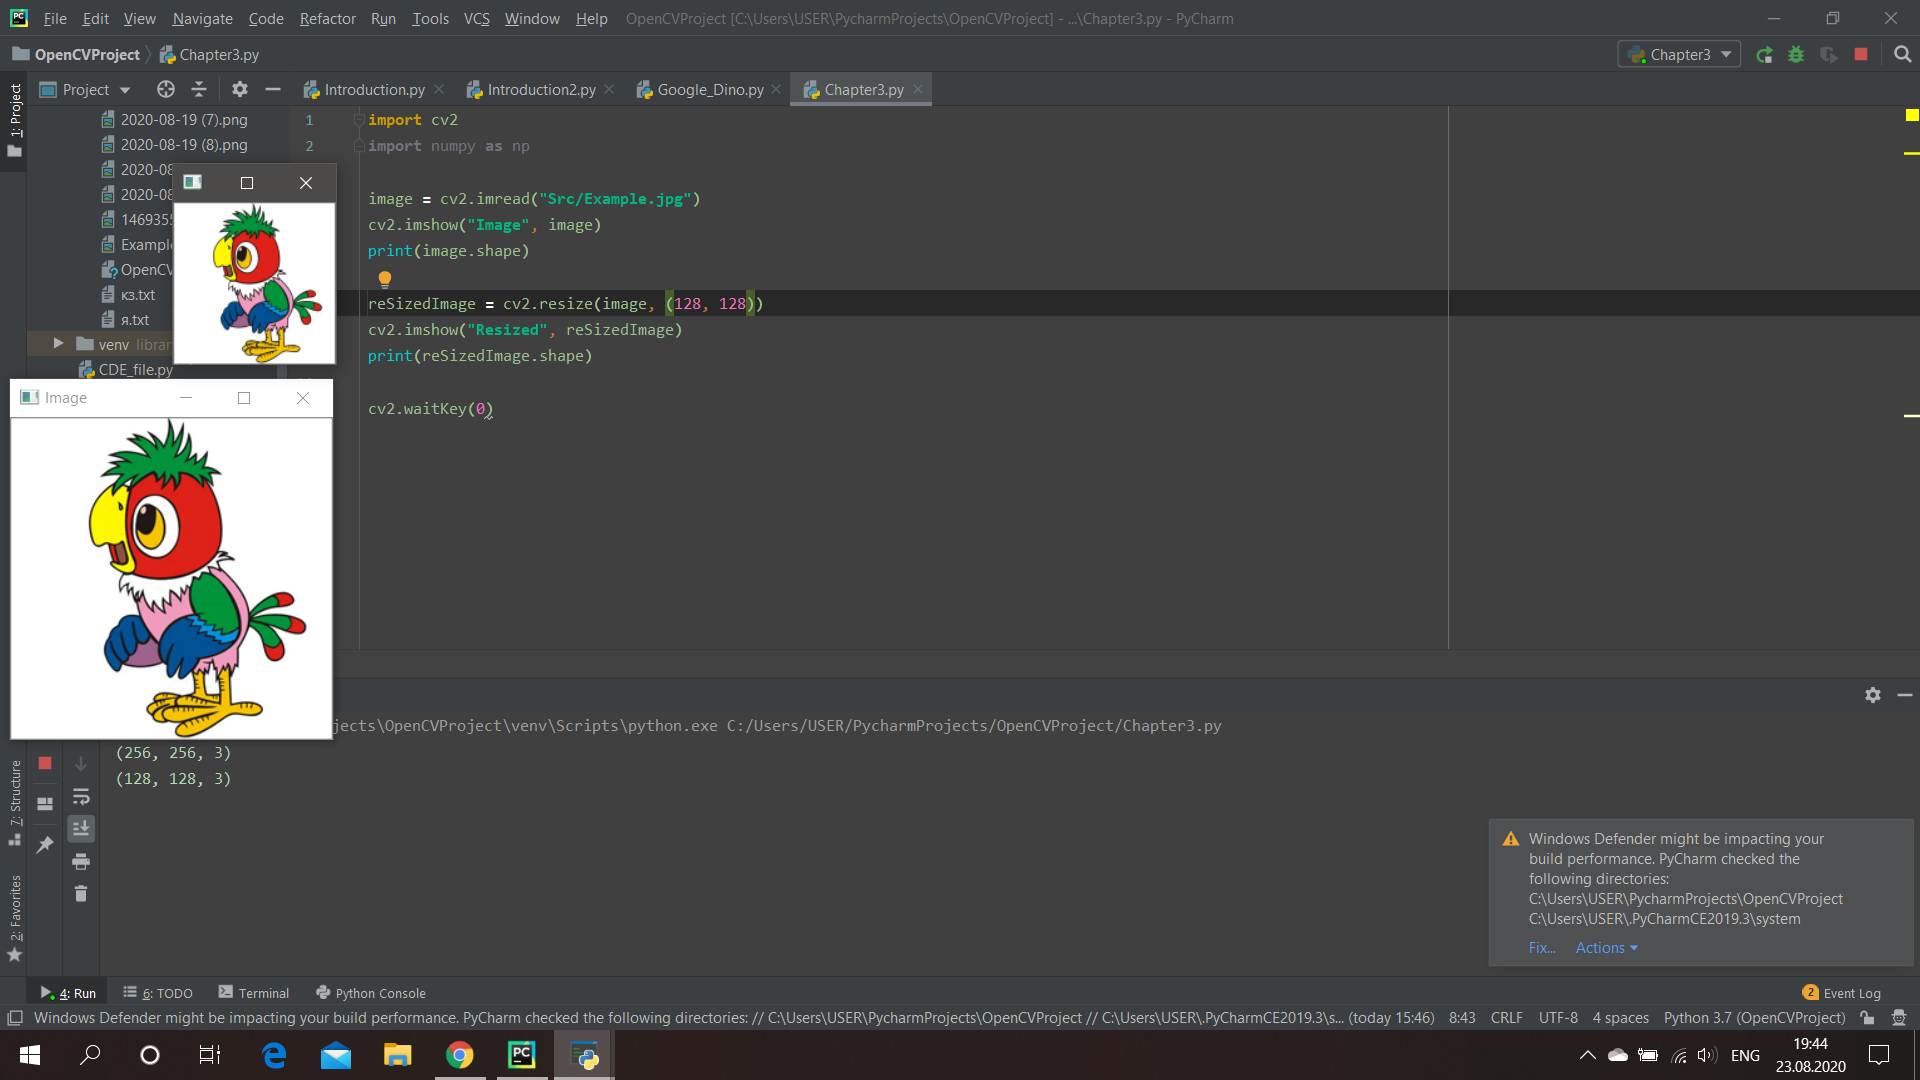 File Edit View Navigate Code Refactor Run Tools VCS Window Help OpenCVProject [C:\Users\USER\PycharmProjects\OpenCVProject] - ...\Chapter3.py - PyCharm
OpenCVProject Chapter3.py Chapter3
Project Introduction.py Introduction2.py Google_Dino.py Chapter3.py
1: Project
2020-08-19 (7).png
2020-08-19 (8).png
2020-08
2020-08
1469355
Example
OpenCV
кз.txt
я.txt
venv librar
CDE_file.py
1 import cv2
2 import numpy as np
image = cv2.imread("Src/Example.jpg")
cv2.imshow("Image", image)
print(image.shape)
reSizedImage = cv2.resize(image, (128, 128))
cv2.imshow("Resized", reSizedImage)
print(reSizedImage.shape)
cv2.waitKey(0)
Image
jects\OpenCVProject\venv\Scripts\python.exe C:/Users/USER/PycharmProjects/OpenCVProject/Chapter3.py
(256, 256, 3)
(128, 128, 3)
7: Structure
2: Favorites
Windows Defender might be impacting your
build performance. PyCharm checked the
following directories:
C:\Users\USER\PycharmProjects\OpenCVProject
C:\Users\USER\.PyCharmCE2019.3\system
Fix... Actions
4: Run 6: TODO Terminal Python Console 2 Event Log
Windows Defender might be impacting your build performance. PyCharm checked the following directories: // C:\Users\USER\PycharmProjects\OpenCVProject // C:\Users\USER\.PyCharmCE2019.3\s... (today 15:46) 8:43 CRLF UTF-8 4 spaces Python 3.7 (OpenCVProject)
ENG
19:44
23.08.2020